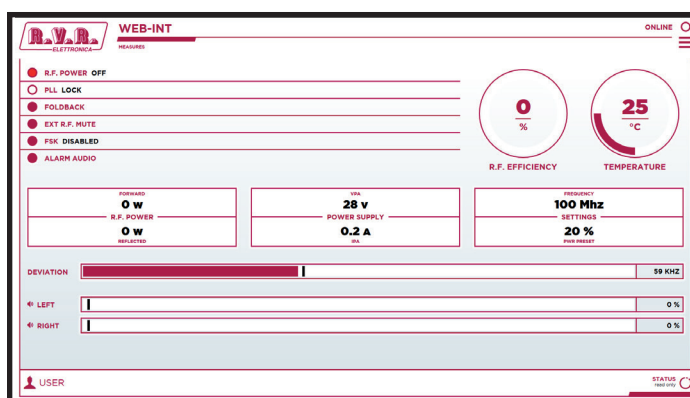 R.V.R. WEB-INT
ELETTRONICA
MEASURES
ONLINE
R.F. POWER OFF
PLL LOCK
FOLDBACK
EXT R.F. MUTE
FSK DISABLED
ALARM AUDIO
0
%
R.F. EFFICIENCY
25
°C
TEMPERATURE
FORWARD
0 w
R.F. POWER
0 w
REFLECTED
VPA
28 v
POWER SUPPLY
0.2 A
IPA
FREQUENCY
100 Mhz
SETTINGS
20 %
PWR PRESET
DEVIATION 59 KHZ
LEFT 0 %
RIGHT 0 %
USER
STATUS
read only